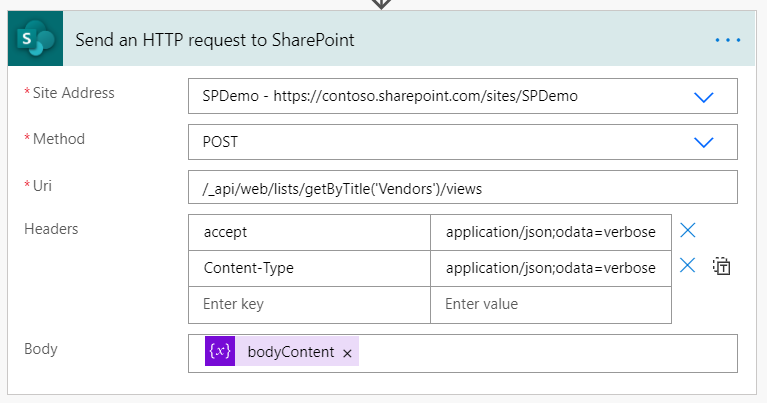 S
Send an HTTP request to SharePoint
...
* Site Address
SPDemo - https://contoso.sharepoint.com/sites/SPDemo
* Method
POST
* Uri
/_api/web/lists/getByTitle('Vendors')/views
Headers
accept application/json;odata=verbose
Content-Type application/json;odata=verbose
Enter key Enter value
Body
{x} bodyContent ×